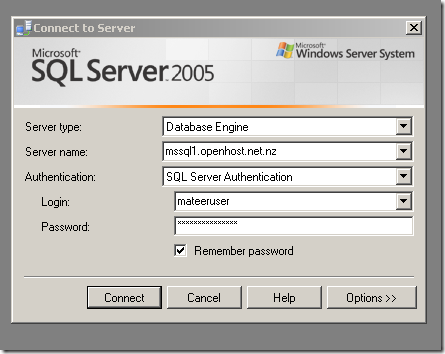 Connect to Server
Microsoft
SQL Server 2005
Microsoft
Windows Server System
Server type: Database Engine
Server name: mssql1.openhost.net.nz
Authentication: SQL Server Authentication
Login: mateeruser
Password: ***************
Remember password
Connect Cancel Help Options >>